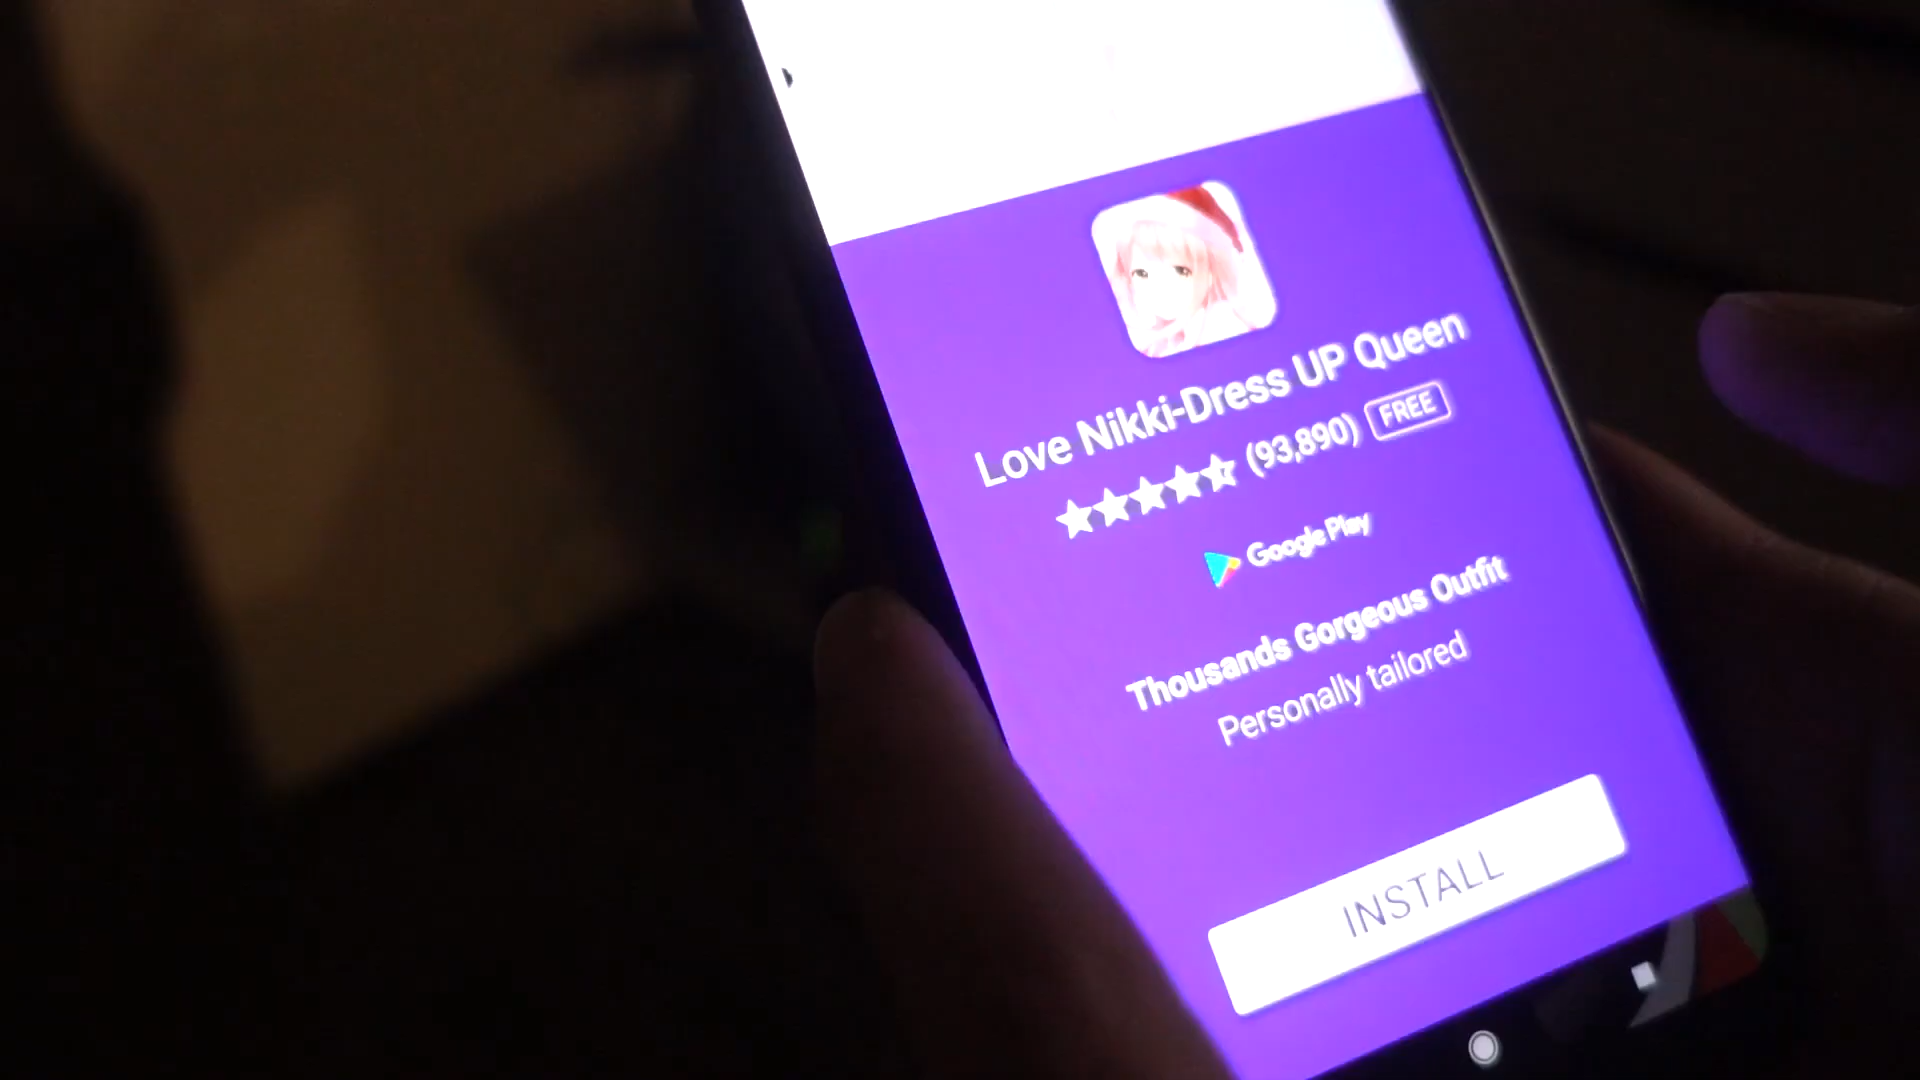 Love Nikki-Dress UP Queen
(93,890) FREE
Google Play
Thousands Gorgeous Outfit
Personally tailored
INSTALL